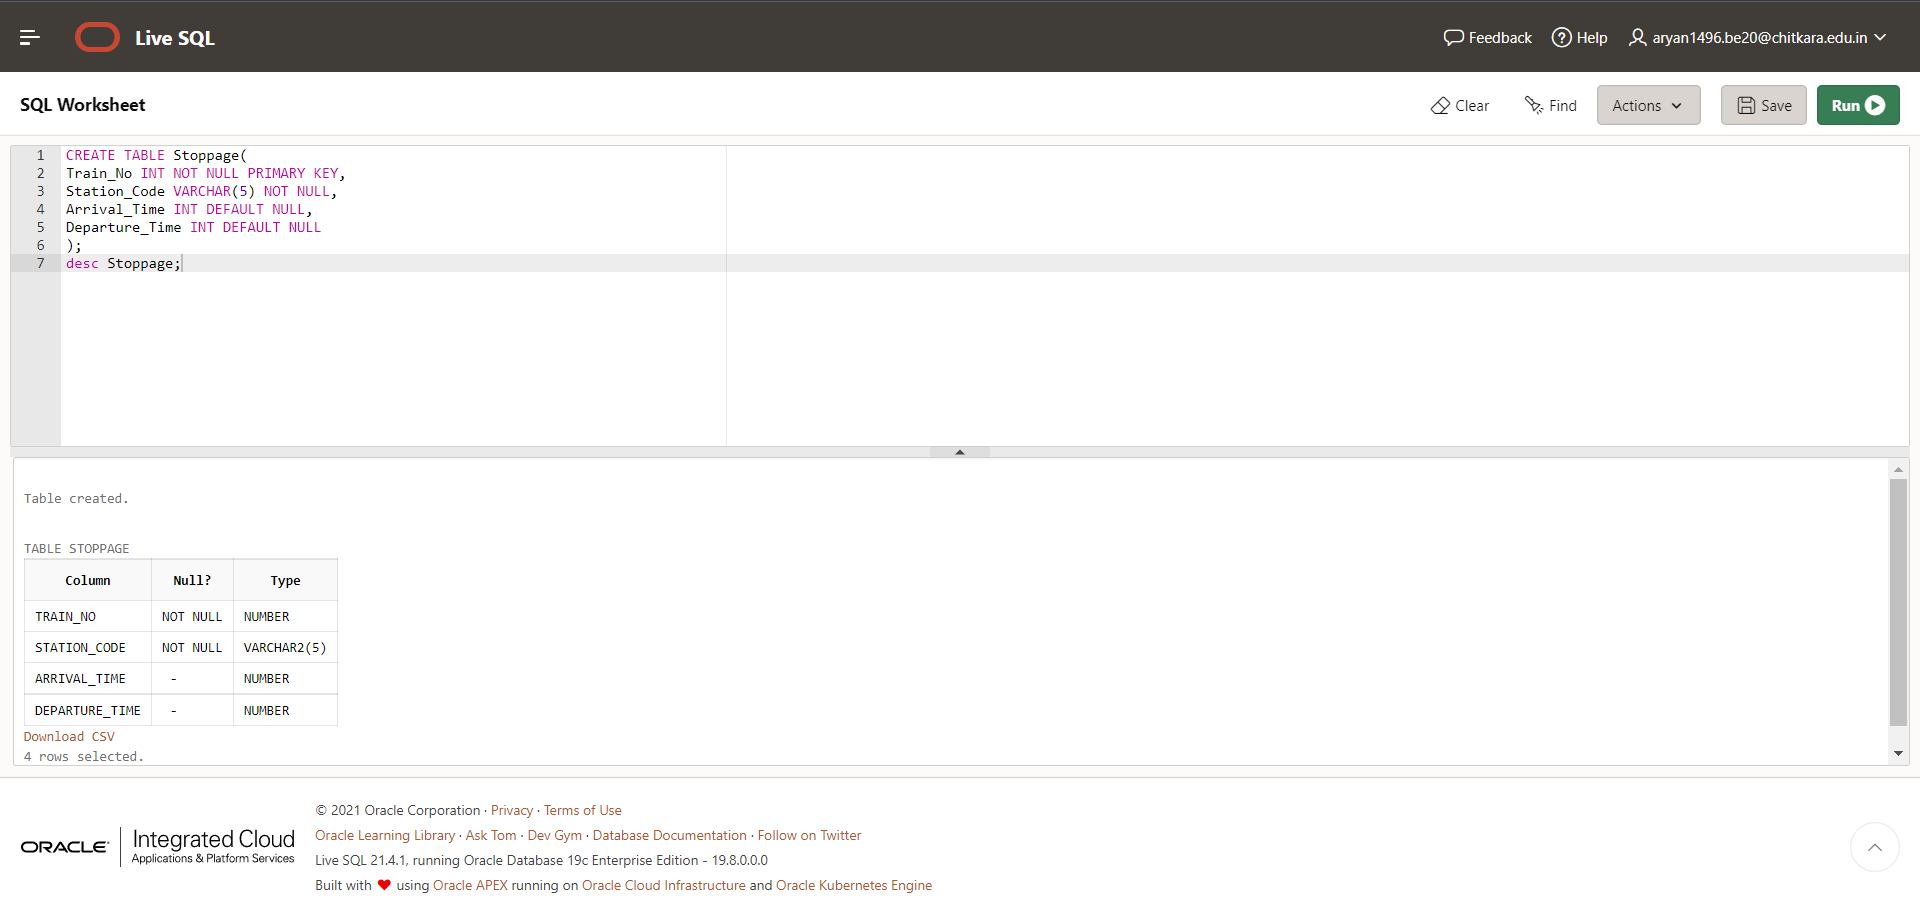 Live SQL
Feedback
Help
aryan1496.be20@chitkara.edu.in
SQL Worksheet
Clear
Find
Actions
Save
Run
1 CREATE TABLE Stoppage(
2 Train_No INT NOT NULL PRIMARY KEY,
3 Station_Code VARCHAR(5) NOT NULL,
4 Arrival_Time INT DEFAULT NULL,
5 Departure_Time INT DEFAULT NULL
6 );
7 desc Stoppage;
Table created.
TABLE STOPPAGE
Column Null? Type
TRAIN_NO NOT NULL NUMBER
STATION_CODE NOT NULL VARCHAR2(5)
ARRIVAL_TIME - NUMBER
DEPARTURE_TIME - NUMBER
Download CSV
4 rows selected.
ORACLE
Integrated Cloud
Applications & Platform Services
© 2021 Oracle Corporation · Privacy · Terms of Use
Oracle Learning Library · Ask Tom · Dev Gym · Database Documentation · Follow on Twitter
Live SQL 21.4.1, running Oracle Database 19c Enterprise Edition - 19.8.0.0.0
Built with ❤ using Oracle APEX running on Oracle Cloud Infrastructure and Oracle Kubernetes Engine